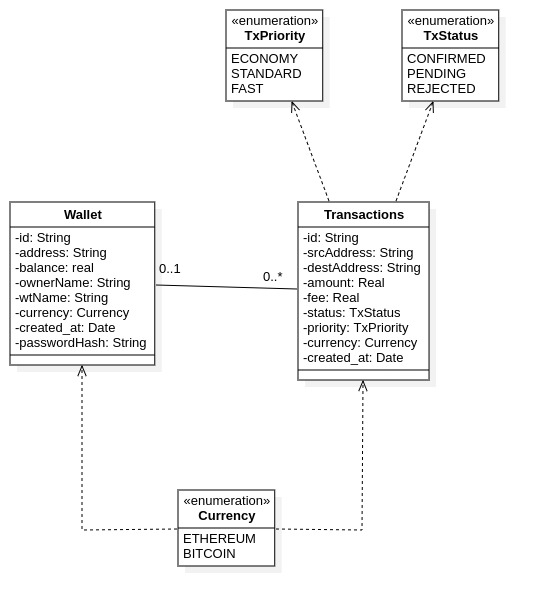 «enumeration»
TxPriority
ECONOMY
STANDARD
FAST
«enumeration»
TxStatus
CONFIRMED
PENDING
REJECTED
Wallet
-id: String
-address: String
-balance: real
-ownerName: String
-wtName: String
-currency: Currency
-created_at: Date
-passwordHash: String
0..1
0..*
Transactions
-id: String
-srcAddress: String
-destAddress: String
-amount: Real
-fee: Real
-status: TxStatus
-priority: TxPriority
-currency: Currency
-created_at: Date
«enumeration»
Currency
ETHEREUM
BITCOIN